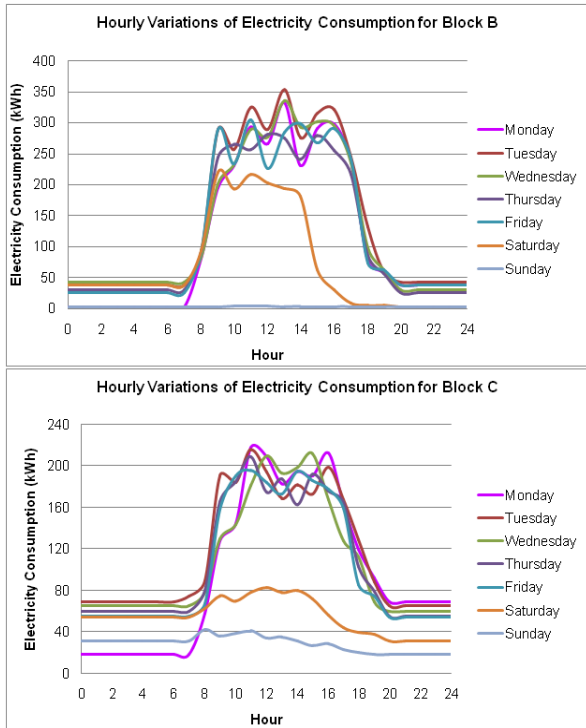 Hourly Variations of Electricity Consumption for Block B
Electricity Consumption (kWh)
400
350
300
250
200
150
100
50
0
0 2 4 6 8 10 12 14 16 18 20 22 24
Hour
Monday
Tuesday
Wednesday
Thursday
Friday
Saturday
Sunday
Hourly Variations of Electricity Consumption for Block C
Electricity Consumption (kWh)
240
200
160
120
80
40
0
0 2 4 6 8 10 12 14 16 18 20 22 24
Hour
Monday
Tuesday
Wednesday
Thursday
Friday
Saturday
Sunday